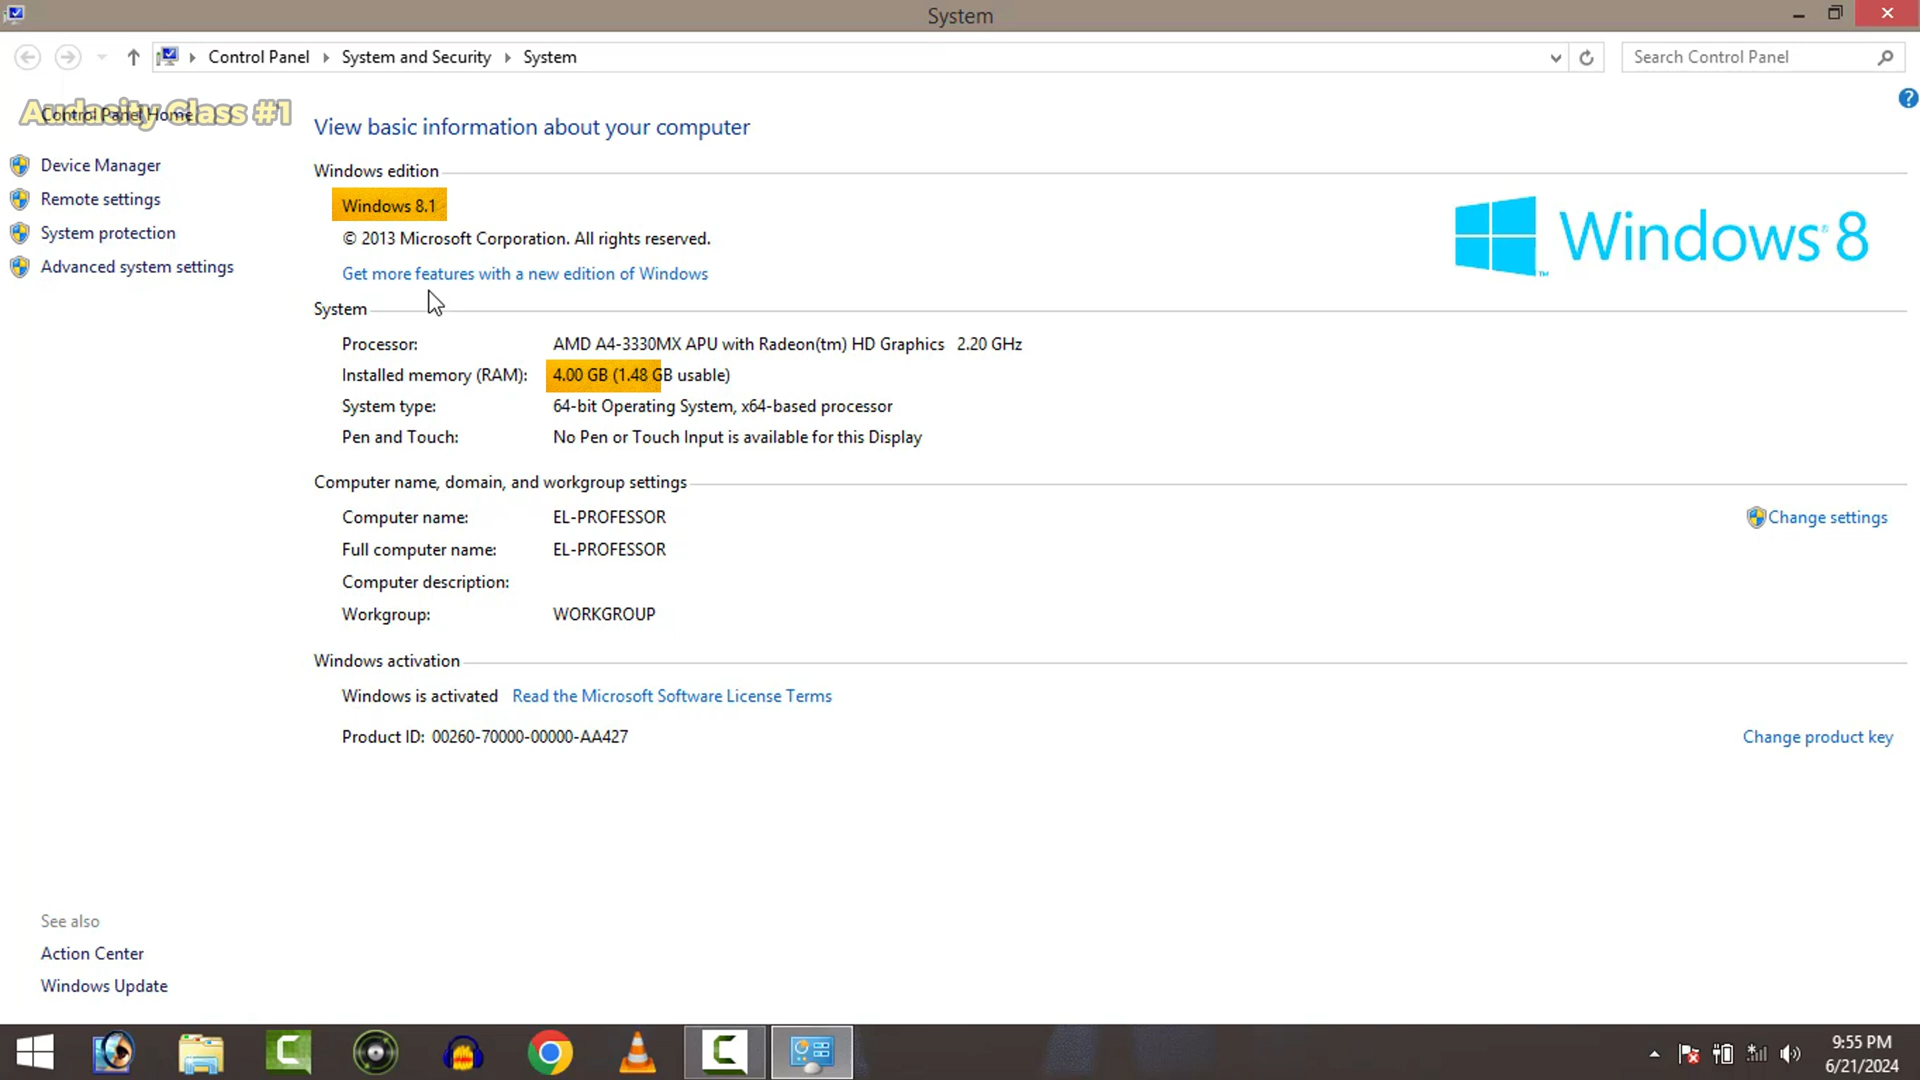 System
Control Panel System and Security System
Search Control Panel
Audacity Class #1
Control Panel Home
Device Manager
Remote settings
System protection
Advanced system settings
View basic information about your computer
Windows edition
Windows 8.1
© 2013 Microsoft Corporation. All rights reserved.
Get more features with a new edition of Windows
Windows® 8
™
System
Processor: AMD A4-3330MX APU with Radeon(tm) HD Graphics 2.20 GHz
Installed memory (RAM): 4.00 GB (1.48 GB usable)
System type: 64-bit Operating System, x64-based processor
Pen and Touch: No Pen or Touch Input is available for this Display
Computer name, domain, and workgroup settings
Computer name: EL-PROFESSOR
Change settings
Full computer name: EL-PROFESSOR
Computer description:
Workgroup: WORKGROUP
Windows activation
Windows is activated Read the Microsoft Software License Terms
Product ID: 00260-70000-00000-AA427
Change product key
See also
Action Center
Windows Update
9:55 PM
6/21/2024